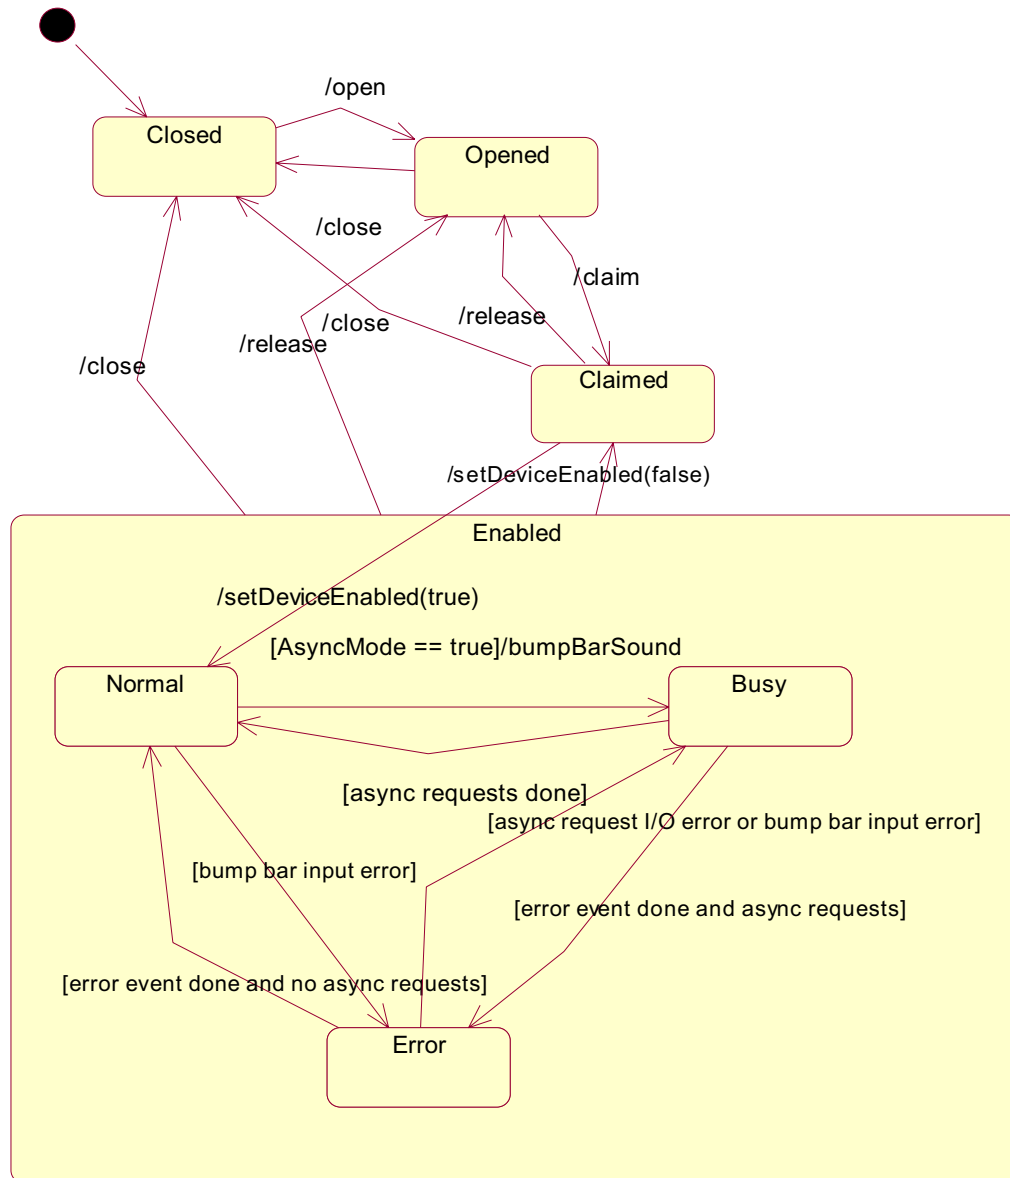 /open
Closed
Opened
/close
/claim
/release
/close
/release
/close
Claimed
/setDeviceEnabled(false)
Enabled
/setDeviceEnabled(true)
[AsyncMode == true]/bumpBarSound
Normal
Busy
[async requests done]
[async request I/O error or bump bar input error]
[bump bar input error]
[error event done and async requests]
[error event done and no async requests]
Error